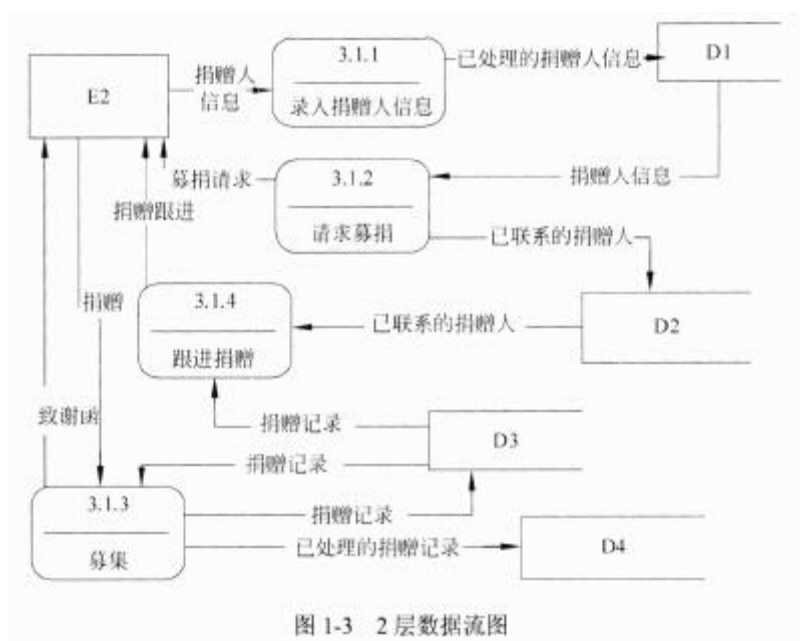 3.1.1
录入捐赠人信息
E2
捐赠人
信息
已处理的捐赠人信息
D1
募捐请求
3.1.2
请求募捐
捐赠人信息
捐赠跟进
已联系的捐赠人
捐赠
3.1.4
跟进捐赠
已联系的捐赠人
D2
致谢函
捐赠记录
D3
捐赠记录
3.1.3
募集
捐赠记录
已处理的捐赠记录
D4
图 1-3 2 层数据流图